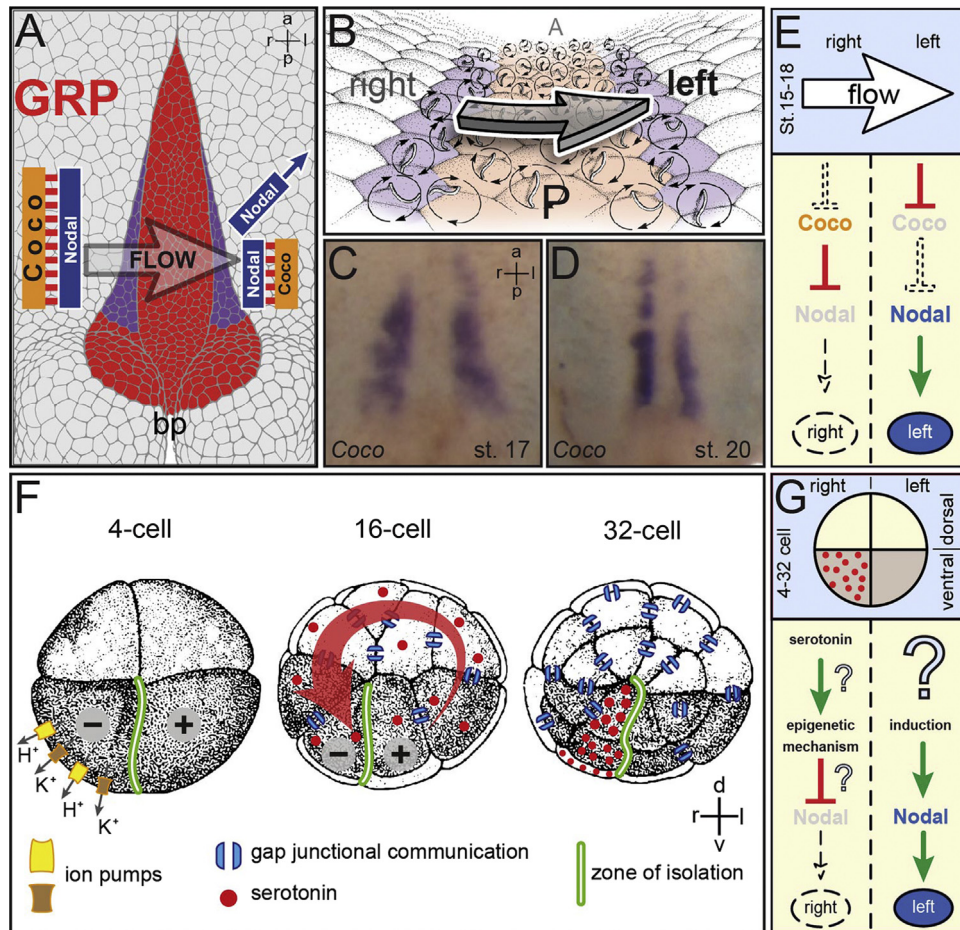 A
a
r l
p
GRP
Coco
Nodal
FLOW
Nodal
Nodal
Coco
bp
B
A
right
left
P
C
a
r l
p
Coco st. 17
D
Coco st. 20
E
right left
St. 15-18
flow
Coco Coco
Nodal Nodal
right left
F
4-cell 16-cell 32-cell
− +
− +
H+
K+
H+
K+
d
r l
v
ion pumps
gap junctional communication
serotonin
zone of isolation
G
right left
4-32 cell
ventral dorsal
serotonin
?
?
epigenetic induction
mechanism
?
Nodal Nodal
right left